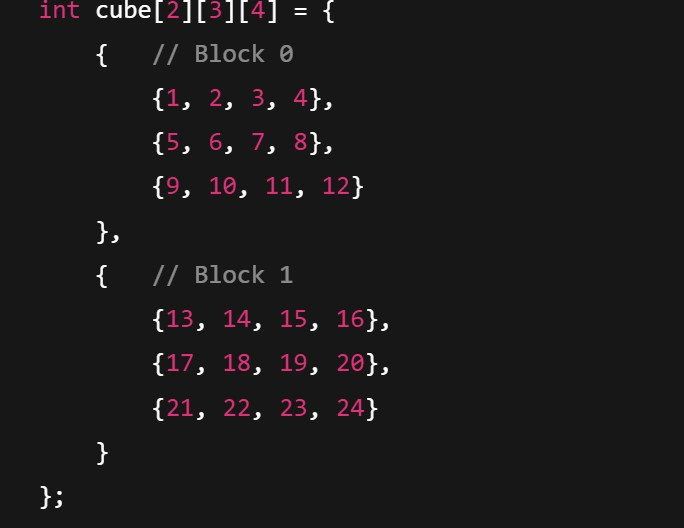 int cube[2][3][4] = {
    {   // Block 0
        {1, 2, 3, 4},
        {5, 6, 7, 8},
        {9, 10, 11, 12}
    },
    {   // Block 1
        {13, 14, 15, 16},
        {17, 18, 19, 20},
        {21, 22, 23, 24}
    }
};